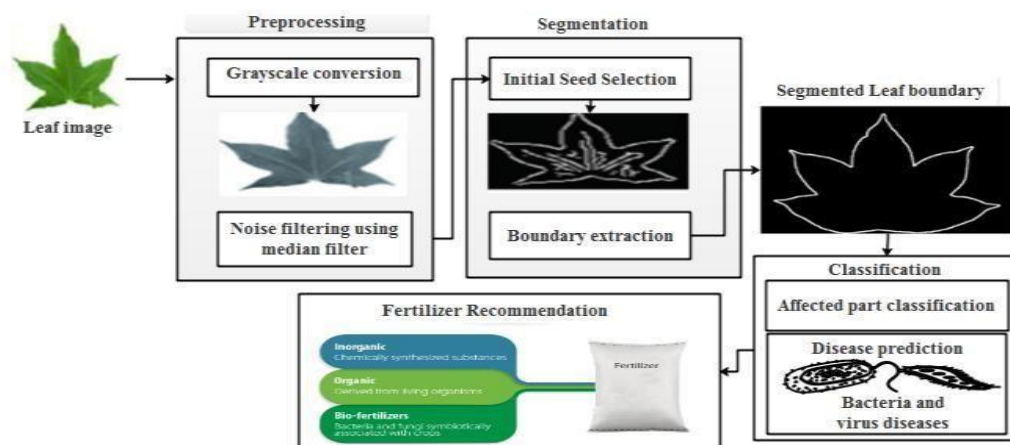 Leaf image
Preprocessing
Grayscale conversion
Noise filtering using
median filter
Segmentation
Initial Seed Selection
Boundary extraction
Segmented Leaf boundary
Classification
Affected part classification
Disease prediction
Bacteria and
virus diseases
Fertilizer Recommendation
Inorganic
Chemically synthesized substances
Organic
Derived from living organisms
Bio-fertilizers
Bacteria and fungi symbiotically
associated with crops
Fertilizer